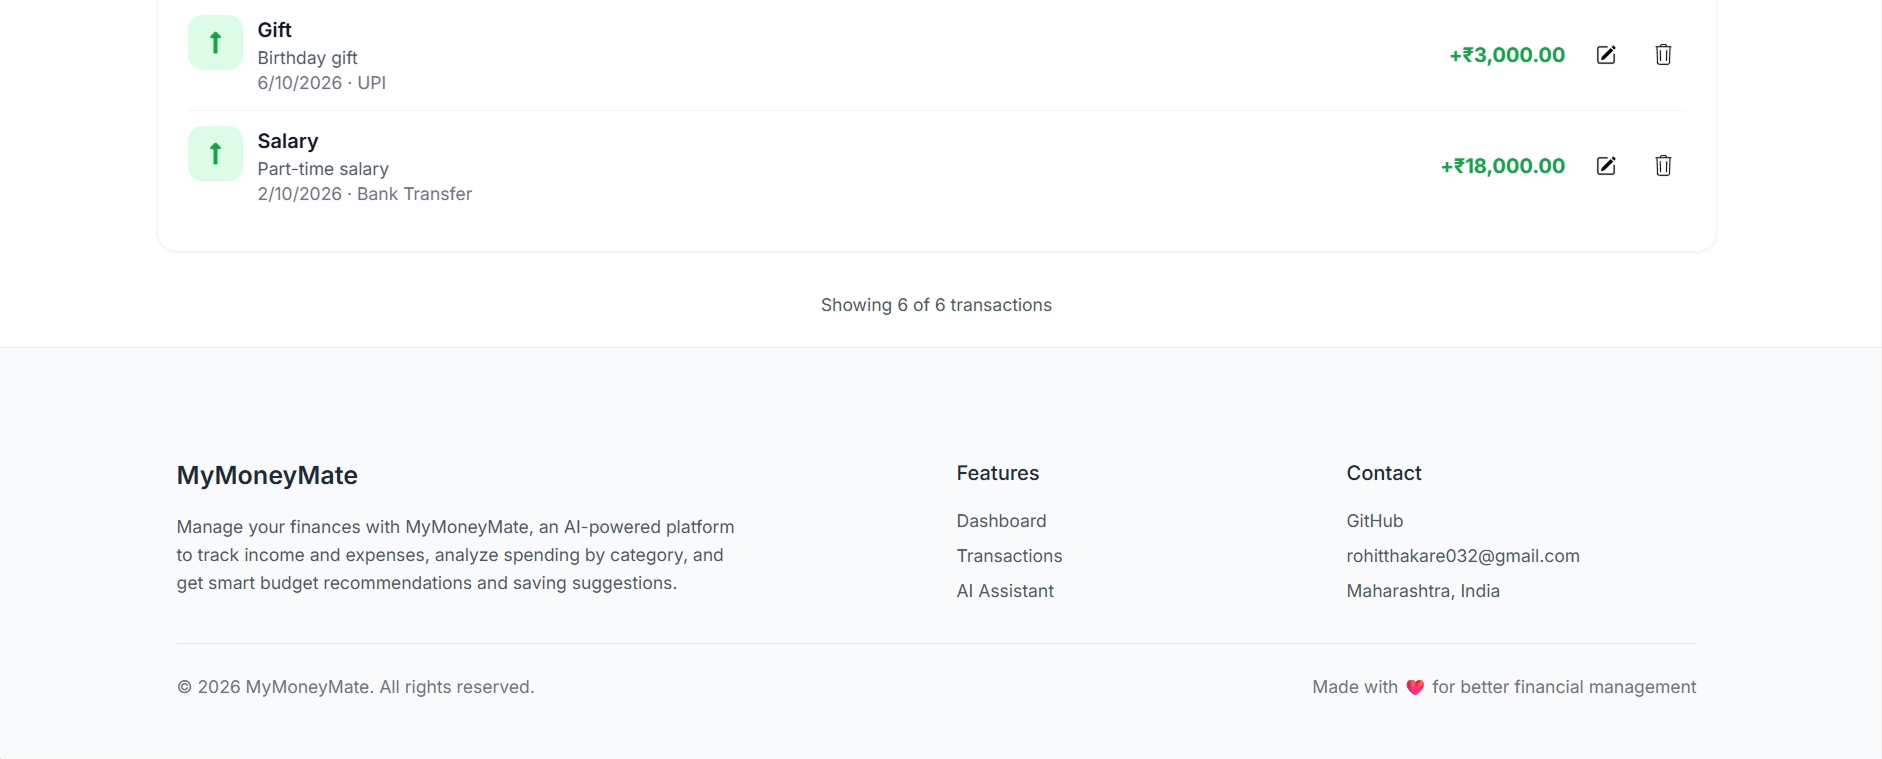 Gift
Birthday gift
6/10/2026 · UPI
+₹3,000.00
Salary
Part-time salary
2/10/2026 · Bank Transfer
+₹18,000.00
Showing 6 of 6 transactions
MyMoneyMate
Manage your finances with MyMoneyMate, an AI-powered platform
to track income and expenses, analyze spending by category, and
get smart budget recommendations and saving suggestions.
Features
Dashboard
Transactions
AI Assistant
Contact
GitHub
rohitthakare032@gmail.com
Maharashtra, India
© 2026 MyMoneyMate. All rights reserved.
Made with ❤️ for better financial management